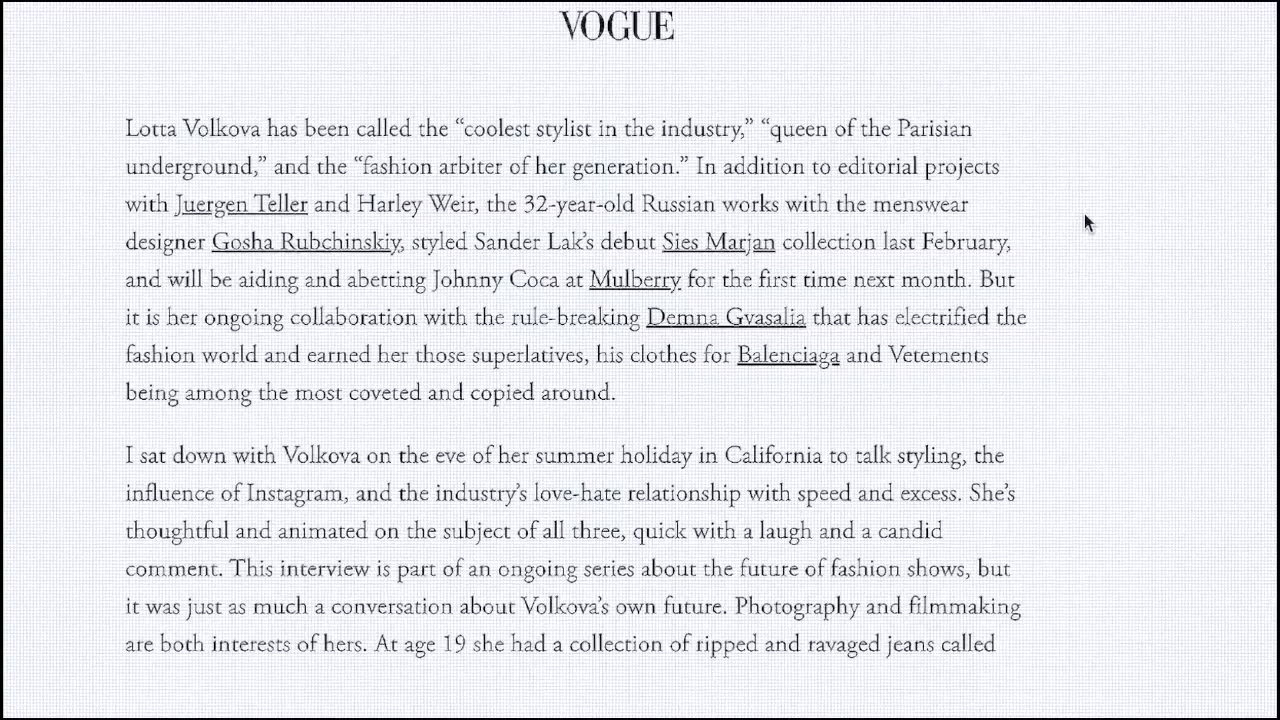 VOGUE
Lotta Volkova has been called the “coolest stylist in the industry,” “queen of the Parisian
underground,” and the “fashion arbiter of her generation.” In addition to editorial projects
with Juergen Teller and Harley Weir, the 32-year-old Russian works with the menswear
designer Gosha Rubchinskiy, styled Sander Lak’s debut Sies Marjan collection last February,
and will be aiding and abetting Johnny Coca at Mulberry for the first time next month. But
it is her ongoing collaboration with the rule-breaking Demna Gvasalia that has electrified the
fashion world and earned her those superlatives, his clothes for Balenciaga and Vetements
being among the most coveted and copied around.
I sat down with Volkova on the eve of her summer holiday in California to talk styling, the
influence of Instagram, and the industry’s love-hate relationship with speed and excess. She’s
thoughtful and animated on the subject of all three, quick with a laugh and a candid
comment. This interview is part of an ongoing series about the future of fashion shows, but
it was just as much a conversation about Volkova’s own future. Photography and filmmaking
are both interests of hers. At age 19 she had a collection of ripped and ravaged jeans called